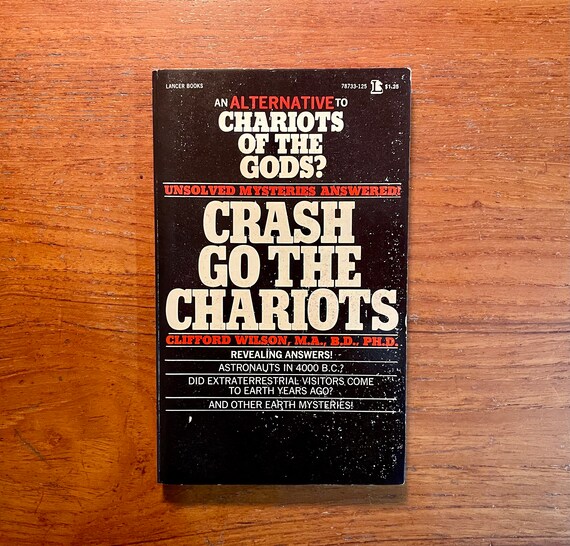 LANCER BOOKS 78733-125 $1.25
AN ALTERNATIVE TO
CHARIOTS
OF THE
GODS?
UNSOLVED MYSTERIES ANSWERED!
CRASH
GO THE
CHARIOTS
CLIFFORD WILSON, M.A., B.D., PH.D.
REVEALING ANSWERS!
ASTRONAUTS IN 4000 B.C.?
DID EXTRATERRESTRIAL VISITORS COME
TO EARTH YEARS AGO?
AND OTHER EARTH MYSTERIES!